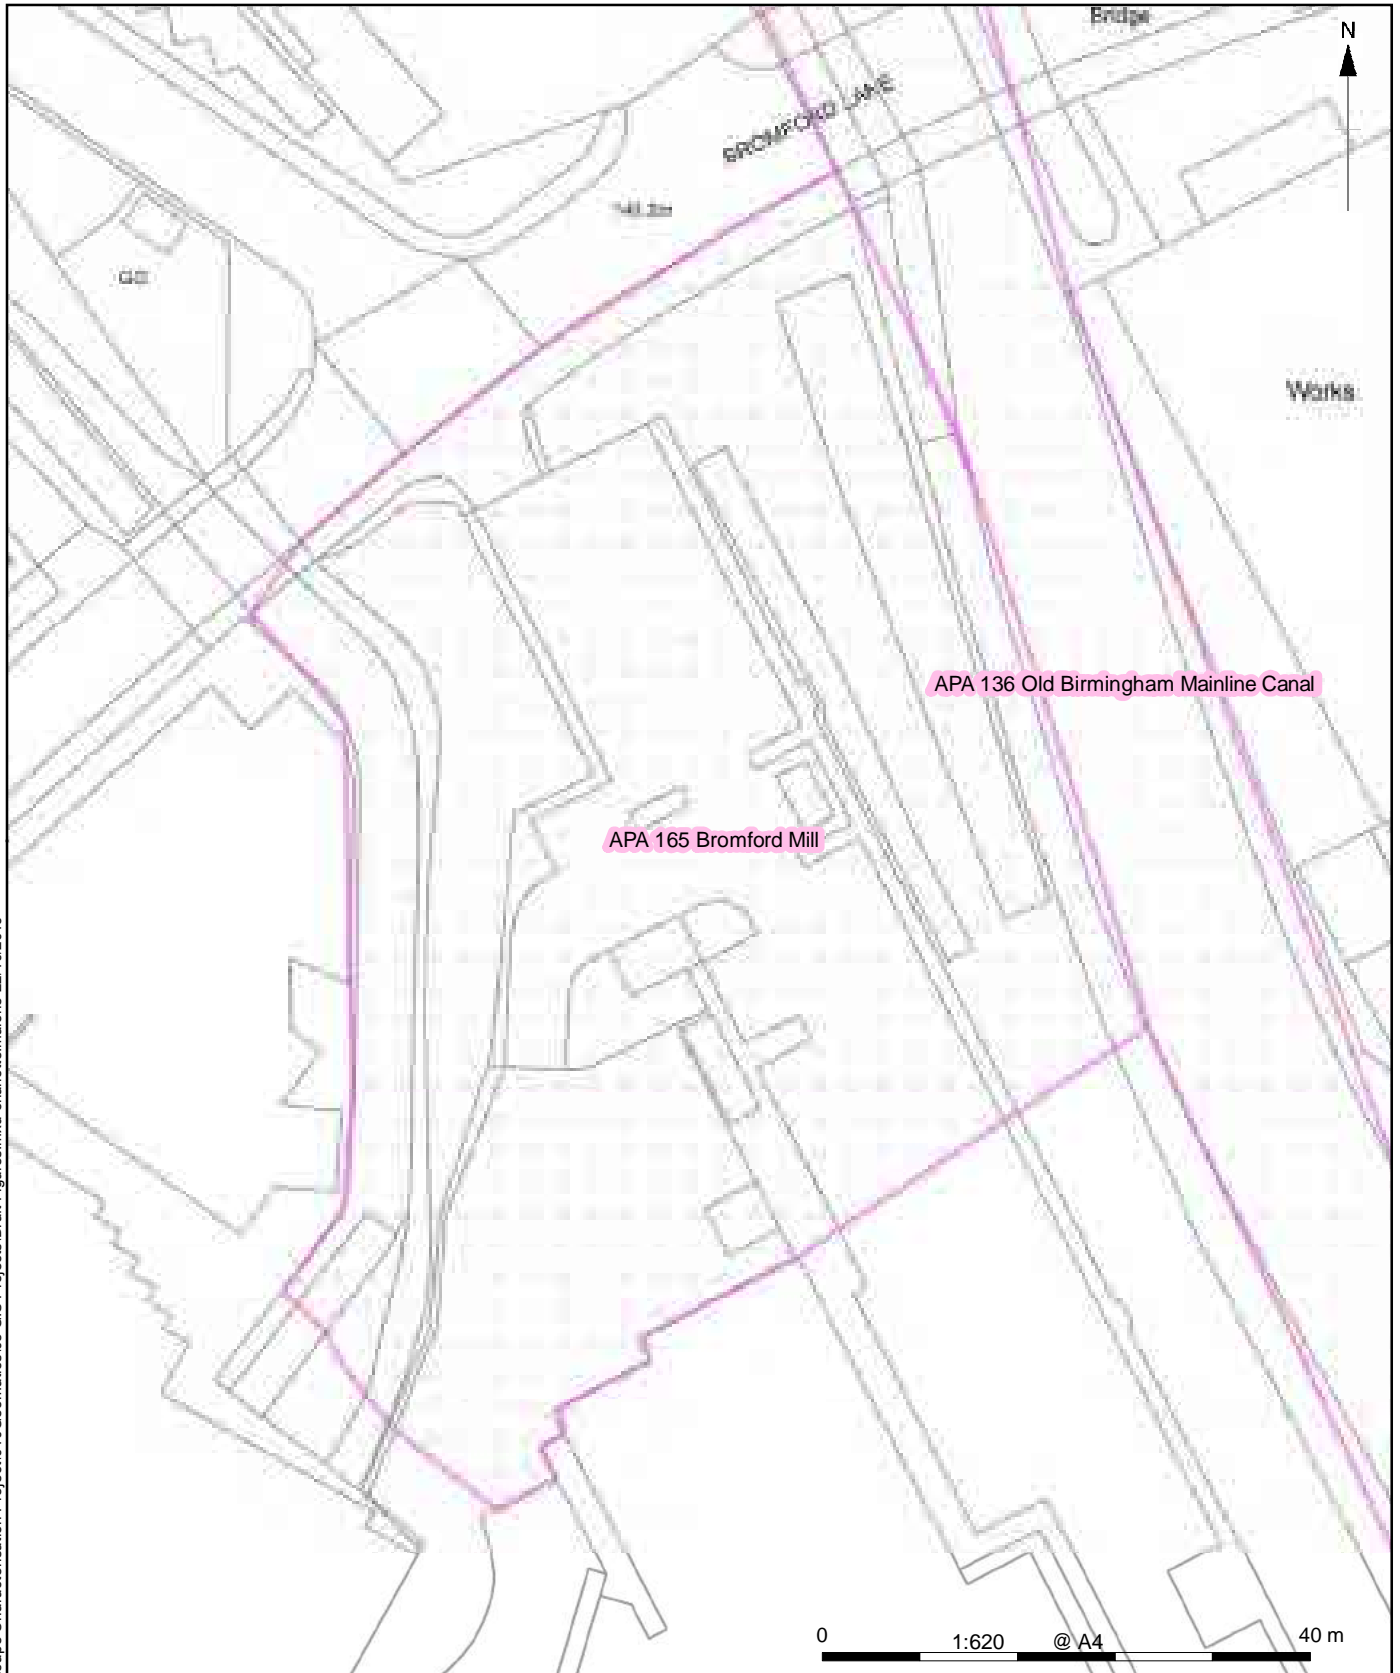 Bridge
N
BROMFORD LANE
Works
APA 136 Old Birmingham Mainline Canal
APA 165 Bromford Mill
0 1:620 @ A4 40 m